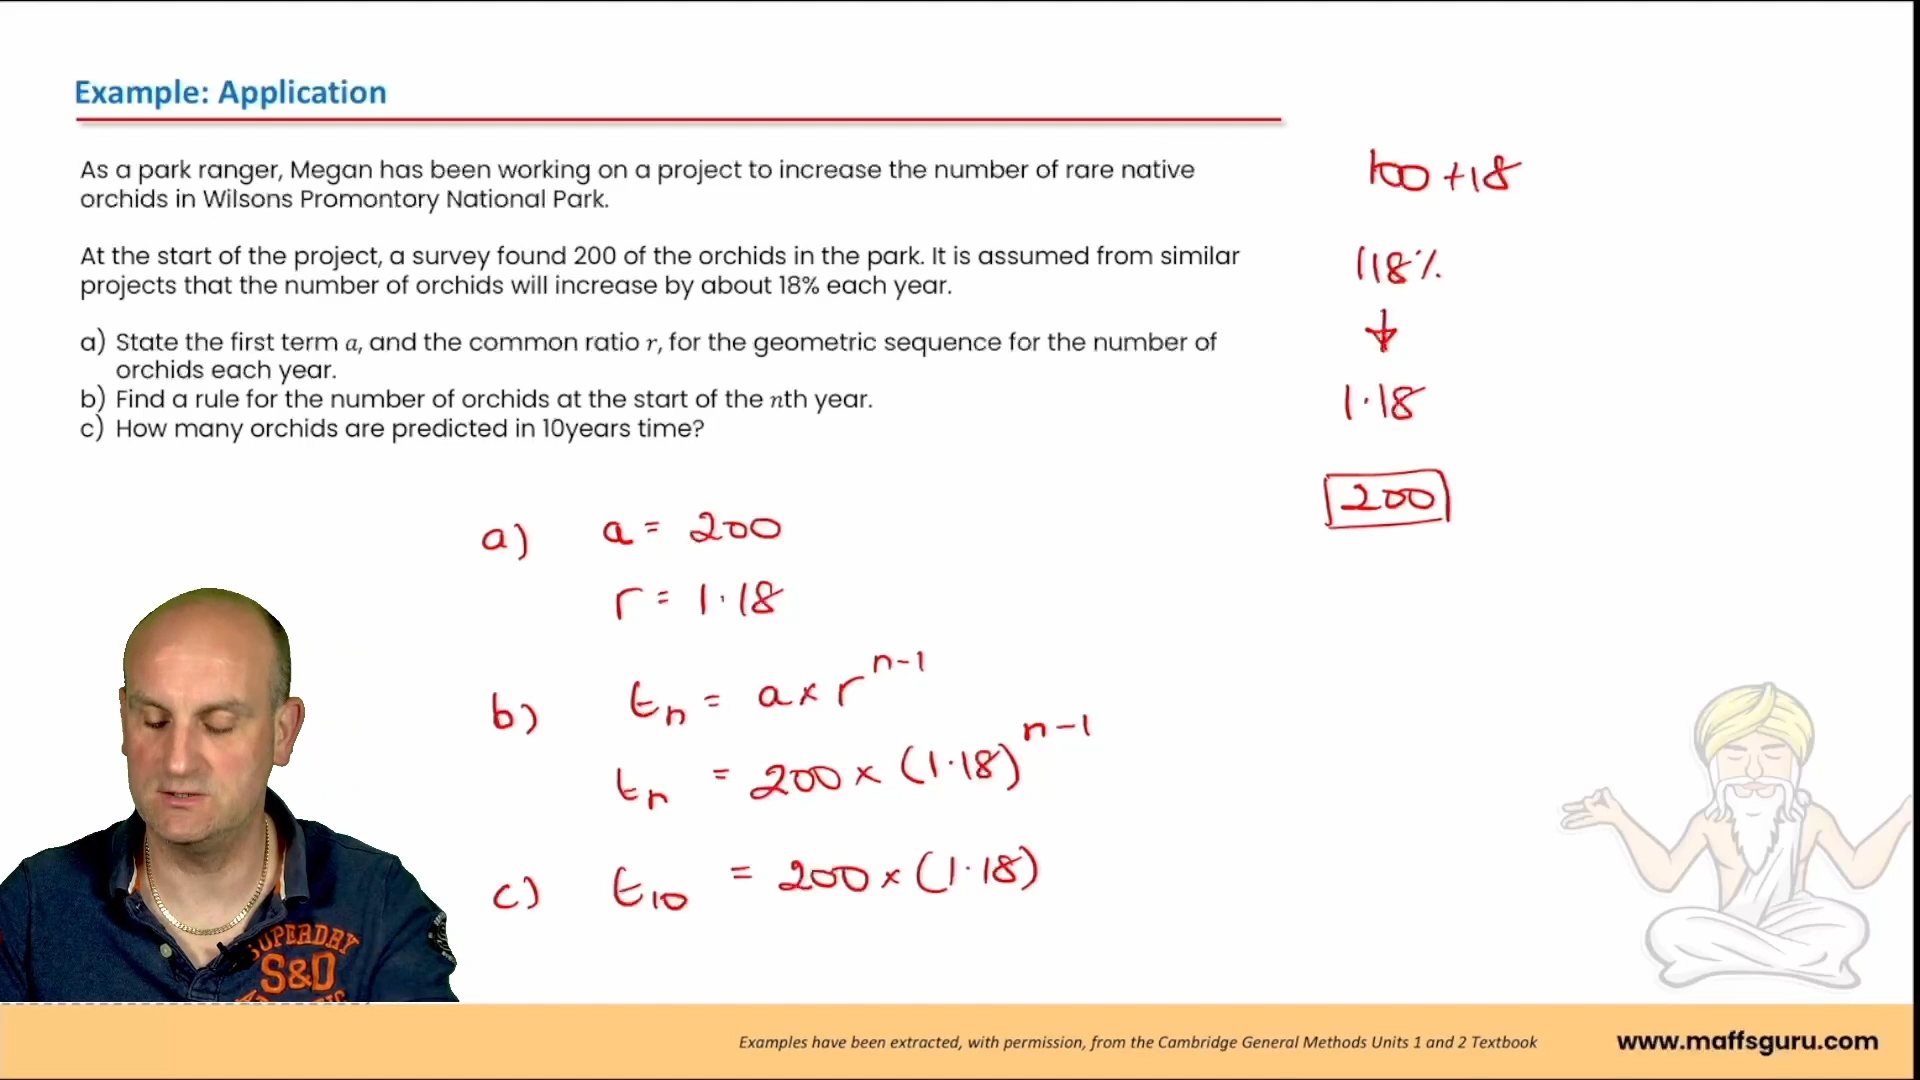 Example: Application
As a park ranger, Megan has been working on a project to increase the number of rare native
orchids in Wilsons Promontory National Park.
At the start of the project, a survey found 200 of the orchids in the park. It is assumed from similar
projects that the number of orchids will increase by about 18% each year.
a) State the first term a, and the common ratio r, for the geometric sequence for the number of
orchids each year.
b) Find a rule for the number of orchids at the start of the nth year.
c) How many orchids are predicted in 10years time?
100 + 18
118%
↓
1.18
200
a) a = 200
r = 1.18
b) tn = a × r^n-1
tn = 200 × (1.18)^n-1
c) t10 = 200 × (1.18)
SUPERDRY
S&D
Examples have been extracted, with permission, from the Cambridge General Methods Units 1 and 2 Textbook
www.maffsguru.com